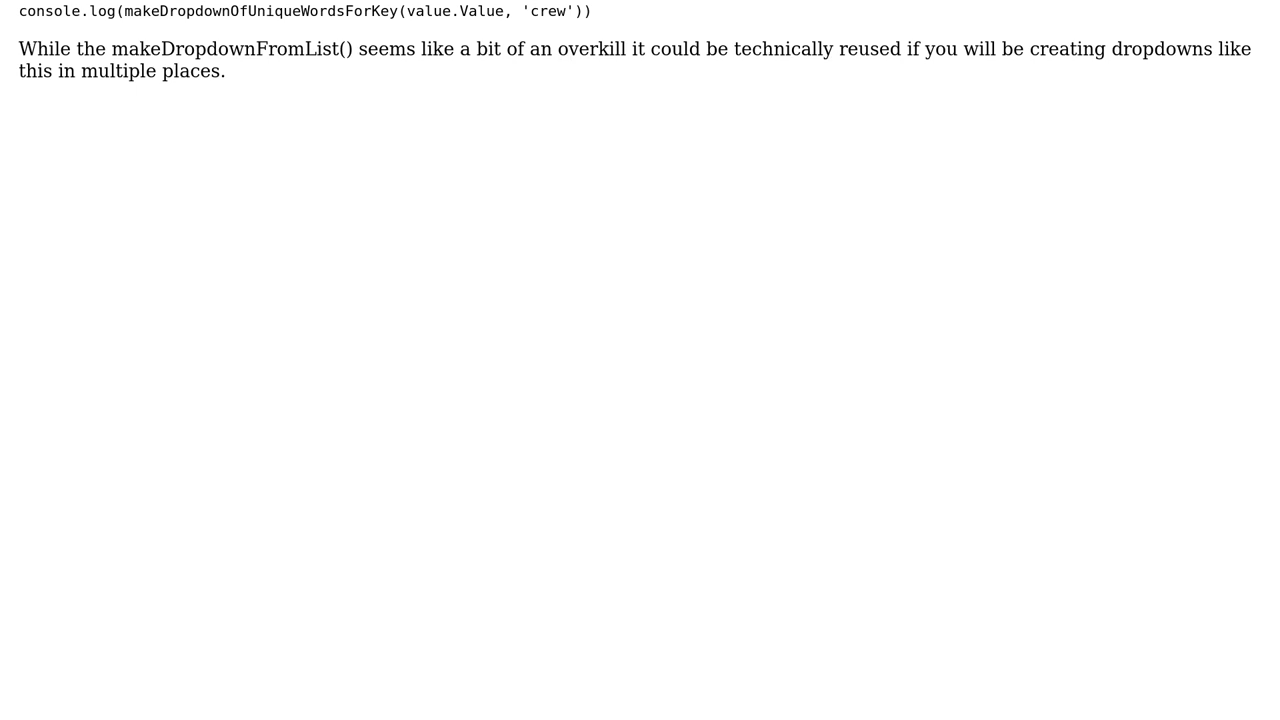 console.log(makeDropdownOfUniqueWordsForKey(value.Value, 'crew'))
While the makeDropdownFromList() seems like a bit of an overkill it could be technically reused if you will be creating dropdowns like
this in multiple places.